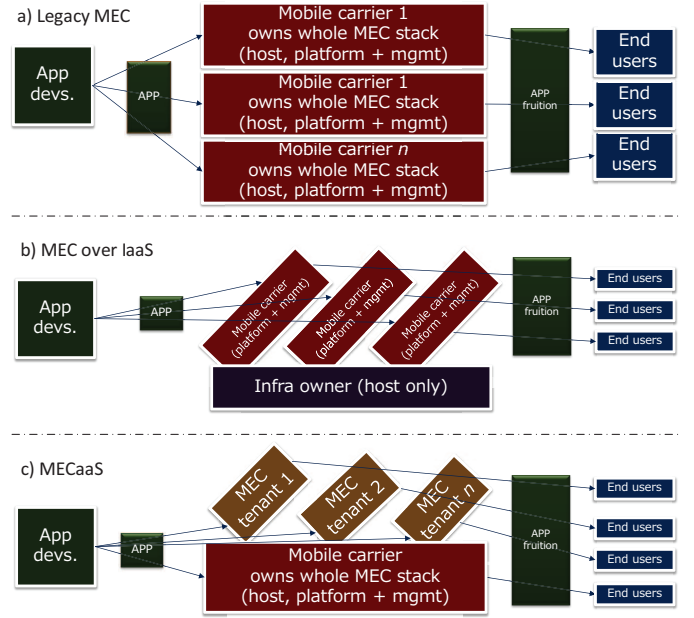 a) Legacy MEC
App
devs.
APP
Mobile carrier 1
owns whole MEC stack
(host, platform + mgmt)
Mobile carrier 1
owns whole MEC stack
(host, platform + mgmt)
Mobile carrier n
owns whole MEC stack
(host, platform + mgmt)
APP
fruition
End
users
End
users
End
users
b) MEC over IaaS
App
devs.
APP
Mobile carrier
(platform + mgmt)
Mobile carrier
(platform + mgmt)
Mobile carrier
(platform + mgmt)
Infra owner (host only)
APP
fruition
End users
End users
End users
c) MECaaS
App
devs.
APP
MEC
tenant 1
MEC
tenant 2
MEC
tenant n
Mobile carrier
owns whole MEC stack
(host, platform + mgmt)
APP
fruition
End users
End users
End users
End users